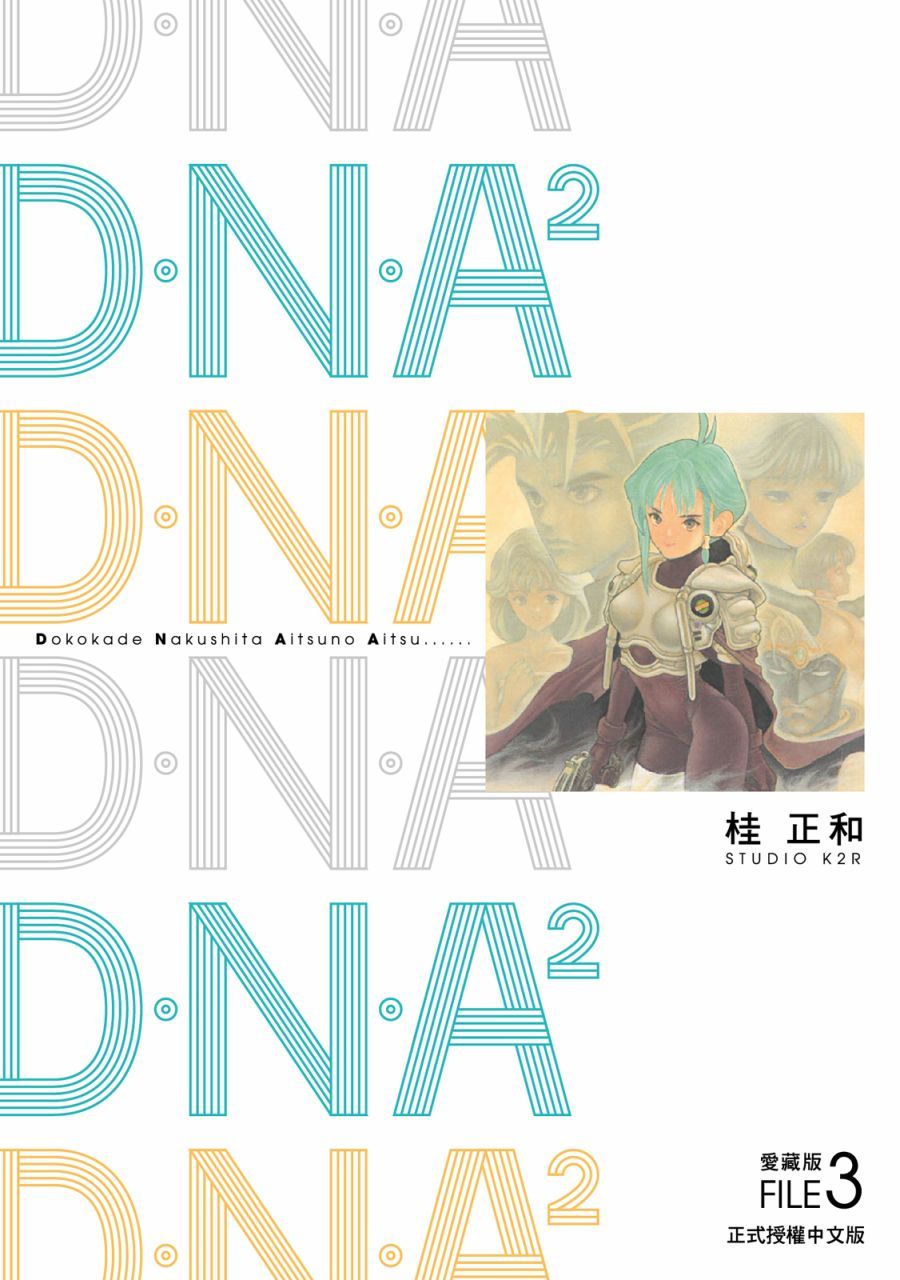 D·N·A
D·N·A²
D·N·A
Dokokade Nakushita Aitsuno Aitsu......
D·N·A
桂 正和
STUDIO K2R
D·N·A²
D·N·A²
愛藏版
FILE 3
正式授權中文版